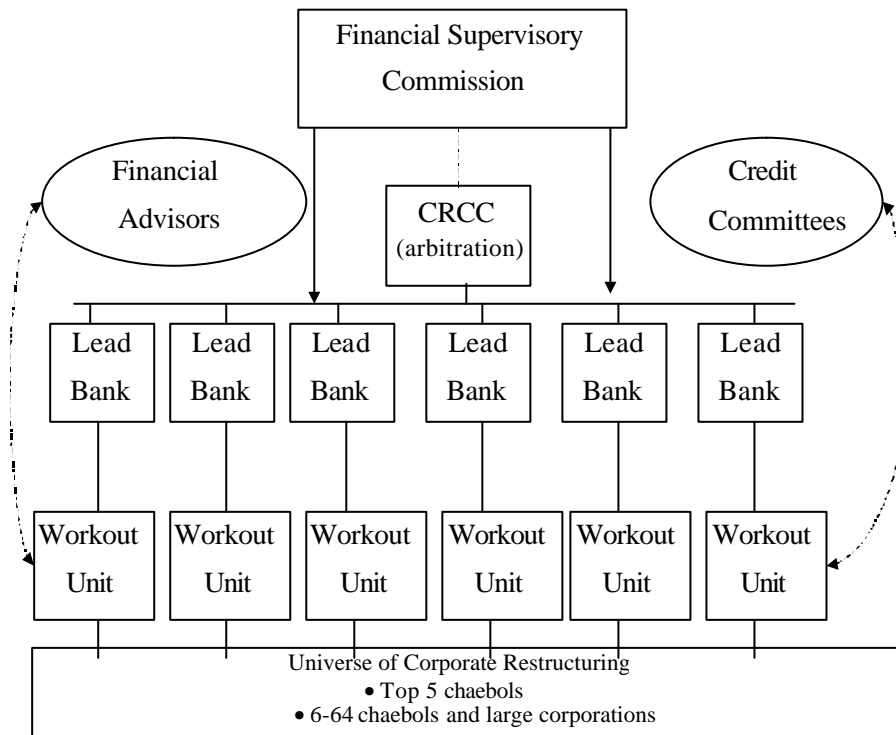 Financial Supervisory
Commission
Financial
Advisors
CRCC
(arbitration)
Credit
Committees
Lead
Bank
Lead
Bank
Lead
Bank
Lead
Bank
Lead
Bank
Lead
Bank
Workout
Unit
Workout
Unit
Workout
Unit
Workout
Unit
Workout
Unit
Workout
Unit
Universe of Corporate Restructuring
• Top 5 chaebols
• 6-64 chaebols and large corporations